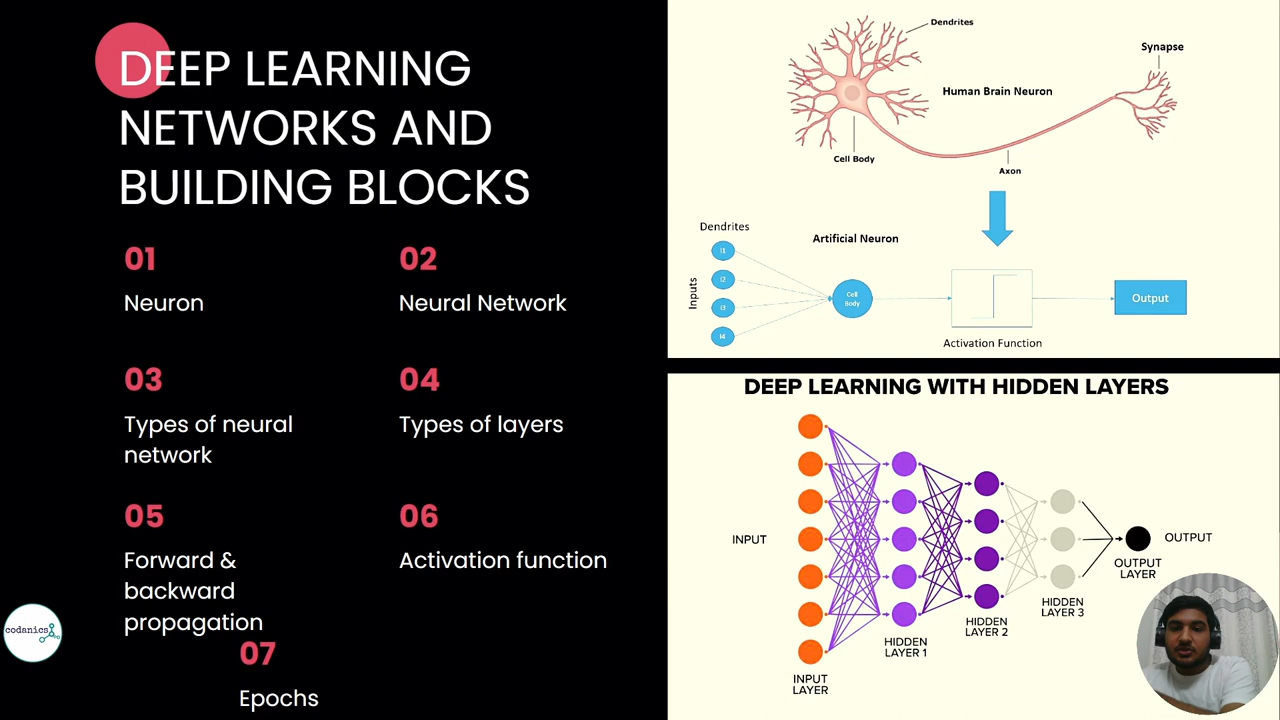 DEEP LEARNING
NETWORKS AND
BUILDING BLOCKS
01
Neuron
02
Neural Network
03
Types of neural
network
04
Types of layers
05
Forward &
backward
propagation
06
Activation function
07
Epochs
codanics
Dendrites
Synapse
Human Brain Neuron
Cell Body
Axon
Dendrites
Artificial Neuron
Inputs
I1
I2
I3
I4
Cell
Body
Output
Activation Function
DEEP LEARNING WITH HIDDEN LAYERS
INPUT
INPUT
LAYER
HIDDEN
LAYER 1
HIDDEN
LAYER 2
HIDDEN
LAYER 3
OUTPUT
LAYER
OUTPUT